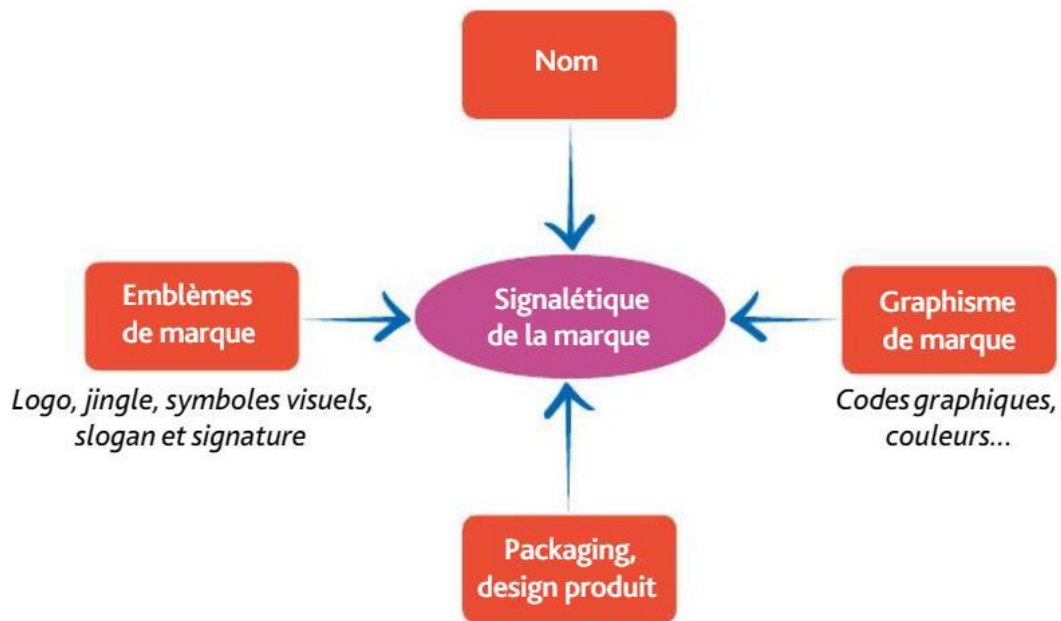 Nom
Emblèmes
de marque
Logo, jingle, symboles visuels,
slogan et signature
Signalétique
de la marque
Graphisme
de marque
Codes graphiques,
couleurs...
Packaging,
design produit